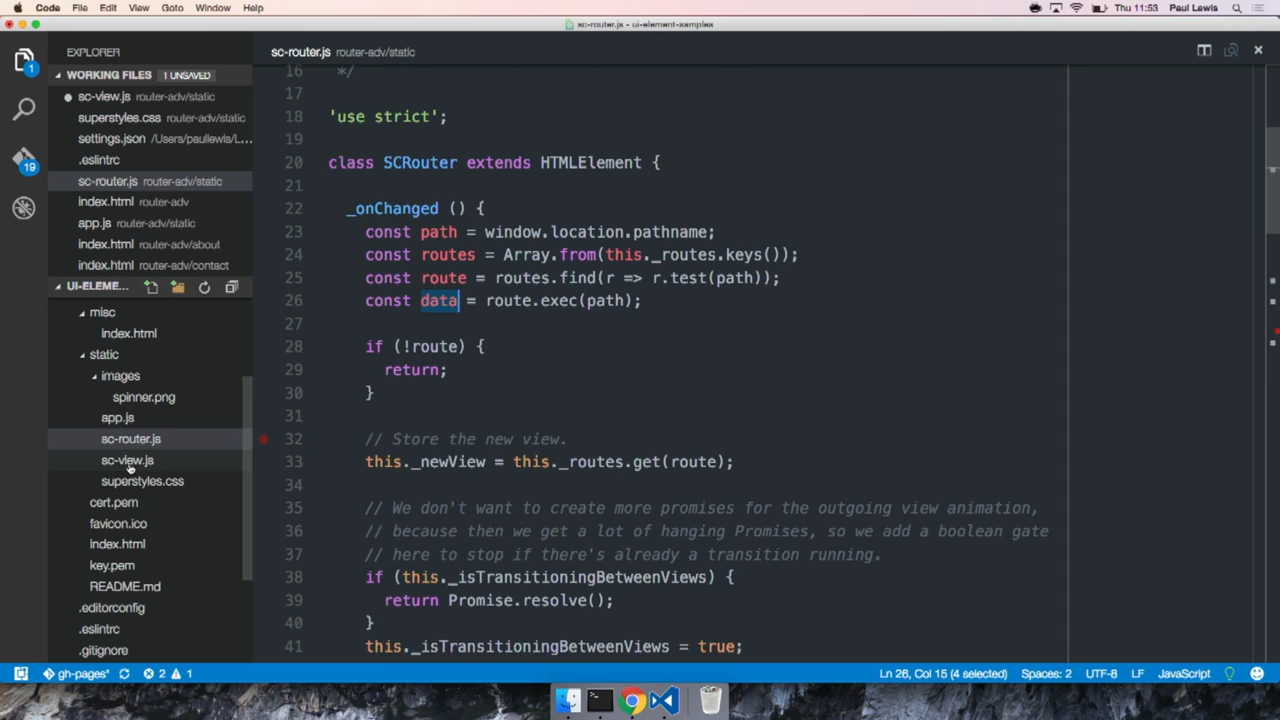 Code File Edit View Goto Window Help Thu 11:53 Paul Lewis
sc-router.js - ui-element-samples
EXPLORER
WORKING FILES 1 UNSAVED
sc-view.js router-adv/static
superstyles.css router-adv/static
settings.json /Users/paullewis/L...
.eslintrc
sc-router.js router-adv/static
index.html router-adv
app.js router-adv/static
index.html router-adv/about
index.html router-adv/contact
UI-ELEME...
misc
index.html
static
images
spinner.png
app.js
sc-router.js
sc-view.js
superstyles.css
cert.pem
favicon.ico
index.html
key.pem
README.md
.editorconfig
.eslintrc
.gitignore
1
19
sc-router.js router-adv/static
16 */
17
18 'use strict';
19
20 class SCRouter extends HTMLElement {
21
22 _onChanged () {
23 const path = window.location.pathname;
24 const routes = Array.from(this._routes.keys());
25 const route = routes.find(r => r.test(path));
26 const data = route.exec(path);
27
28 if (!route) {
29 return;
30 }
31
32 // Store the new view.
33 this._newView = this._routes.get(route);
34
35 // We don't want to create more promises for the outgoing view animation,
36 // because then we get a lot of hanging Promises, so we add a boolean gate
37 // here to stop if there's already a transition running.
38 if (this._isTransitioningBetweenViews) {
39 return Promise.resolve();
40 }
41 this._isTransitioningBetweenViews = true;
gh-pages* 2 1 Ln 26, Col 15 (4 selected) Spaces: 2 UTF-8 LF JavaScript